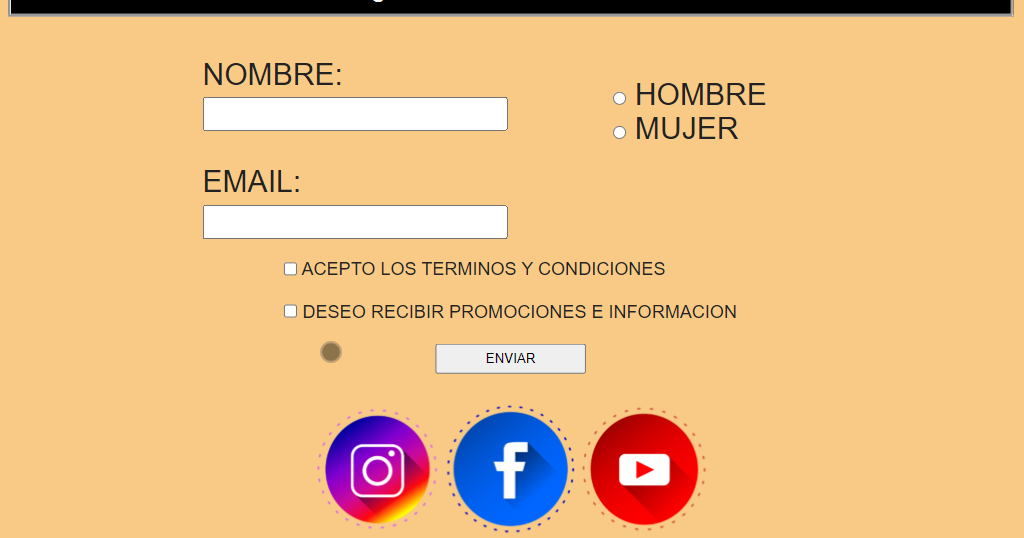 NOMBRE:
HOMBRE
MUJER
EMAIL:
ACEPTO LOS TERMINOS Y CONDICIONES
DESEO RECIBIR PROMOCIONES E INFORMACION
ENVIAR